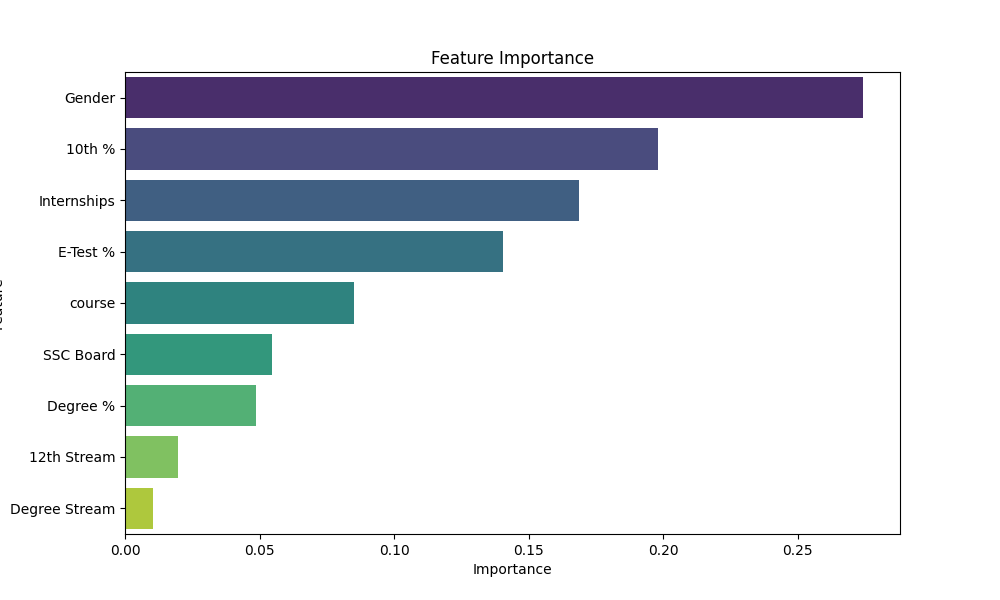 Feature Importance
Gender
10th %
Internships
E-Test %
course
SSC Board
Degree %
12th Stream
Degree Stream
0.00 0.05 0.10 0.15 0.20 0.25
Importance